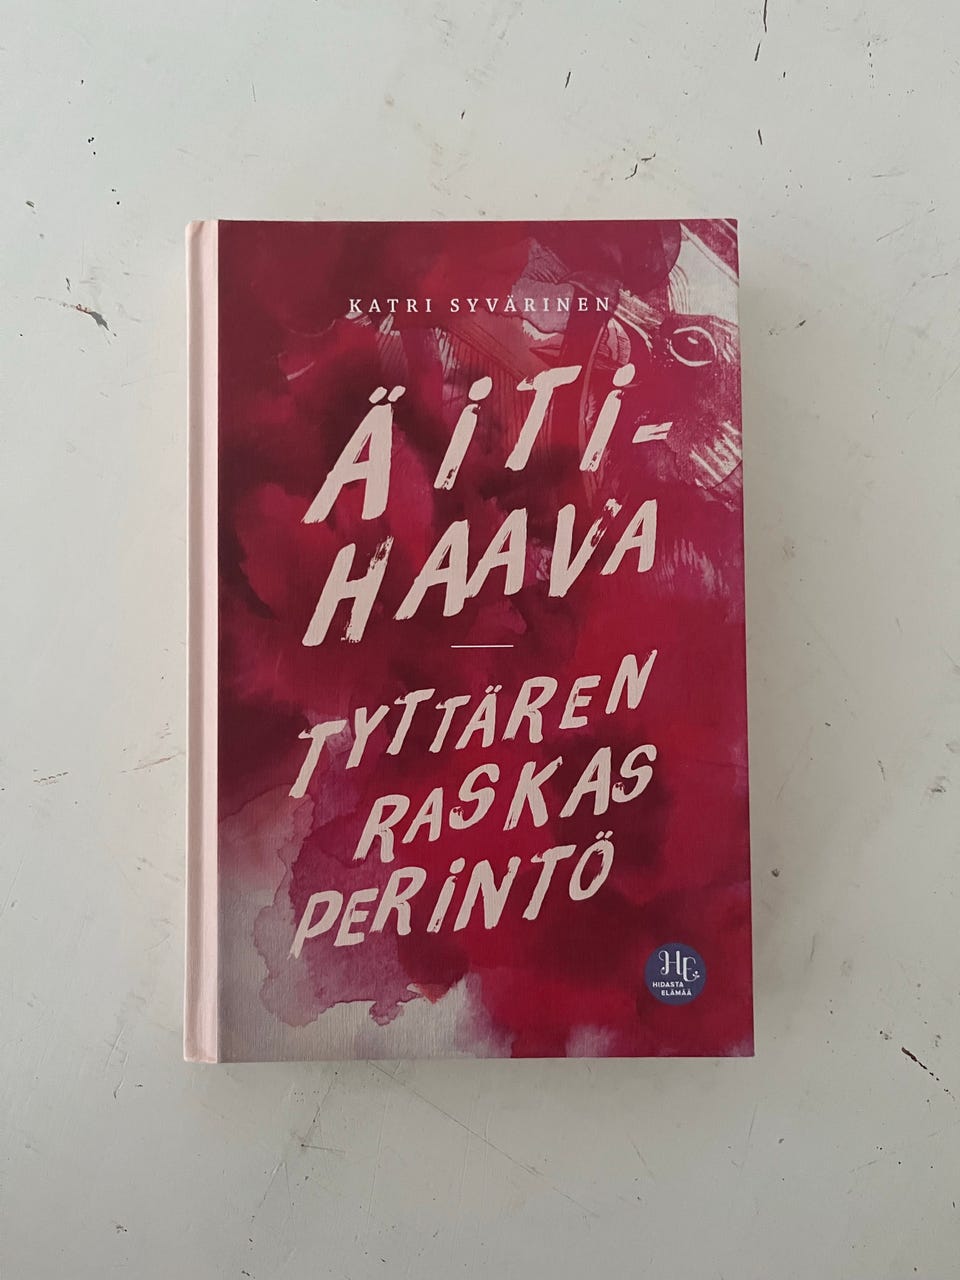 KATRI SYVÄRINEN
ÄITI-
HAAVA
TYTTÄREN
RASKAS
PERINTÖ
HE
HIDASTA
ELÄMÄÄ